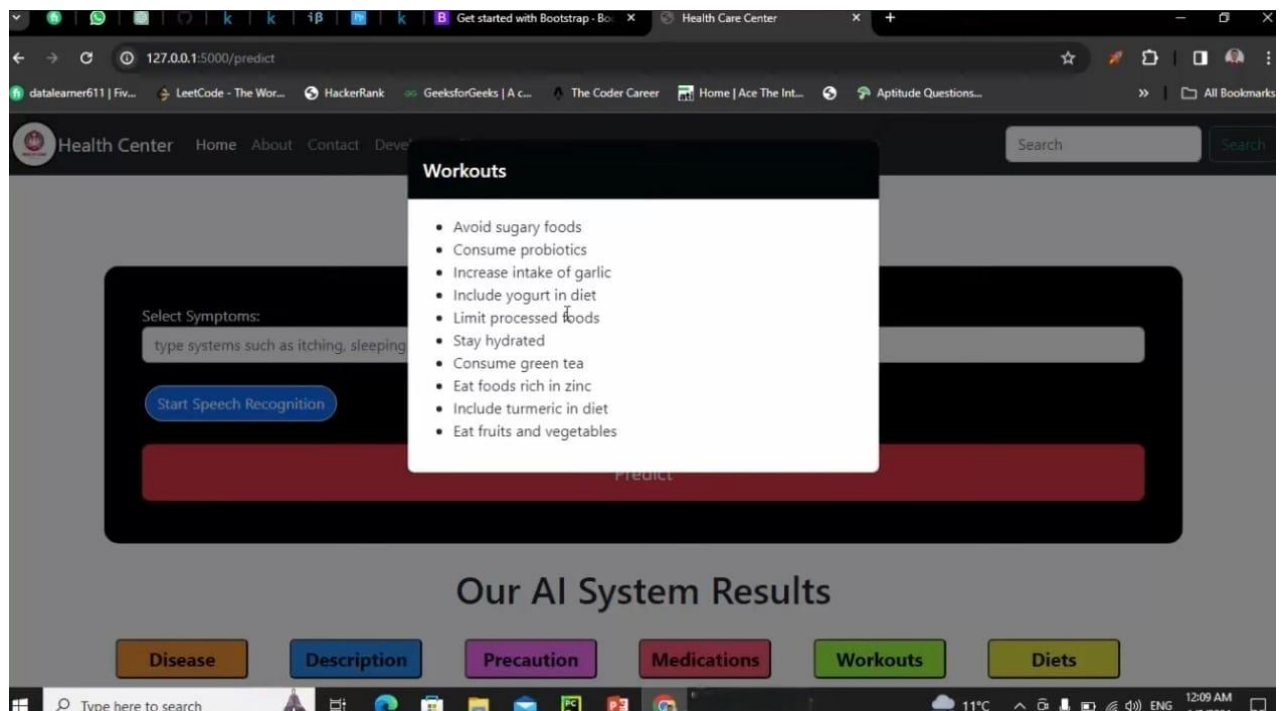 k k iβ k B Get started with Bootstrap · Bo Health Care Center
127.0.0.1:5000/predict
datalearner611 | Fiv... LeetCode - The Wor... HackerRank GeeksforGeeks | A c... The Coder Career Home | Ace The Int... Aptitude Questions... » All Bookmarks
Health Center Home About Contact Search Search
Workouts
Avoid sugary foods
Consume probiotics
Increase intake of garlic
Include yogurt in diet
Limit processed foods
Stay hydrated
Consume green tea
Eat foods rich in zinc
Include turmeric in diet
Eat fruits and vegetables
Select Symptoms:
type systems such as itching, sleeping
Start Speech Recognition
Predict
Our AI System Results
Disease Description Precaution Medications Workouts Diets
Type here to search 11°C ENG 12:09 AM